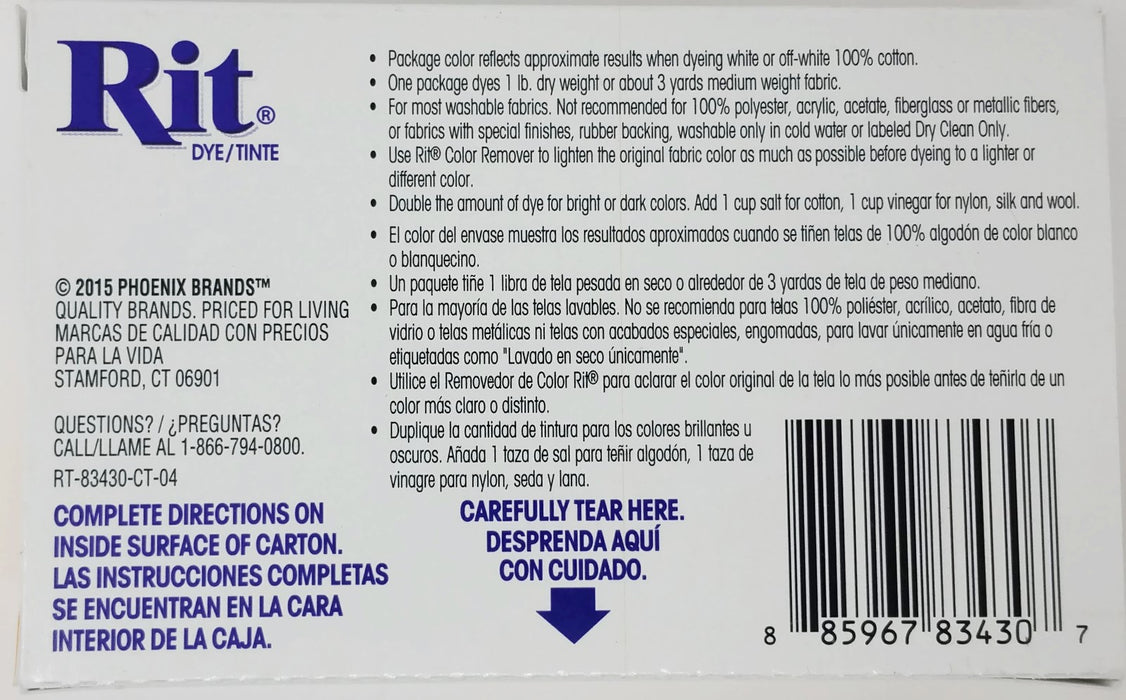 Rit®
DYE/TINTE
© 2015 PHOENIX BRANDS™
QUALITY BRANDS. PRICED FOR LIVING
MARCAS DE CALIDAD CON PRECIOS
PARA LA VIDA
STAMFORD, CT 06901
QUESTIONS? / ¿PREGUNTAS?
CALL/LLAME AL 1-866-794-0800.
RT-83430-CT-04
COMPLETE DIRECTIONS ON
INSIDE SURFACE OF CARTON.
LAS INSTRUCCIONES COMPLETAS
SE ENCUENTRAN EN LA CARA
INTERIOR DE LA CAJA.
• Package color reflects approximate results when dyeing white or off-white 100% cotton.
• One package dyes 1 lb. dry weight or about 3 yards medium weight fabric.
• For most washable fabrics. Not recommended for 100% polyester, acrylic, acetate, fiberglass or metallic fibers,
or fabrics with special finishes, rubber backing, washable only in cold water or labeled Dry Clean Only.
• Use Rit® Color Remover to lighten the original fabric color as much as possible before dyeing to a lighter or
different color.
• Double the amount of dye for bright or dark colors. Add 1 cup salt for cotton, 1 cup vinegar for nylon, silk and wool.
• El color del envase muestra los resultados aproximados cuando se tiñen telas de 100% algodón de color blanco
o blanquecino.
• Un paquete tiñe 1 libra de tela pesada en seco o alrededor de 3 yardas de tela de peso mediano.
• Para la mayoría de las telas lavables. No se recomienda para telas 100% poliéster, acrílico, acetato, fibra de
vidrio o telas metálicas ni telas con acabados especiales, engomadas, para lavar únicamente en agua fría o
etiquetadas como "Lavado en seco únicamente".
• Utilice el Removedor de Color Rit® para aclarar el color original de la tela lo más posible antes de teñirla de un
color más claro o distinto.
• Duplique la cantidad de tintura para los colores brillantes u
oscuros. Añada 1 taza de sal para teñir algodón, 1 taza de
vinagre para nylon, seda y lana.
CAREFULLY TEAR HERE.
DESPRENDA AQUÍ
CON CUIDADO.
8 85967 83430 7